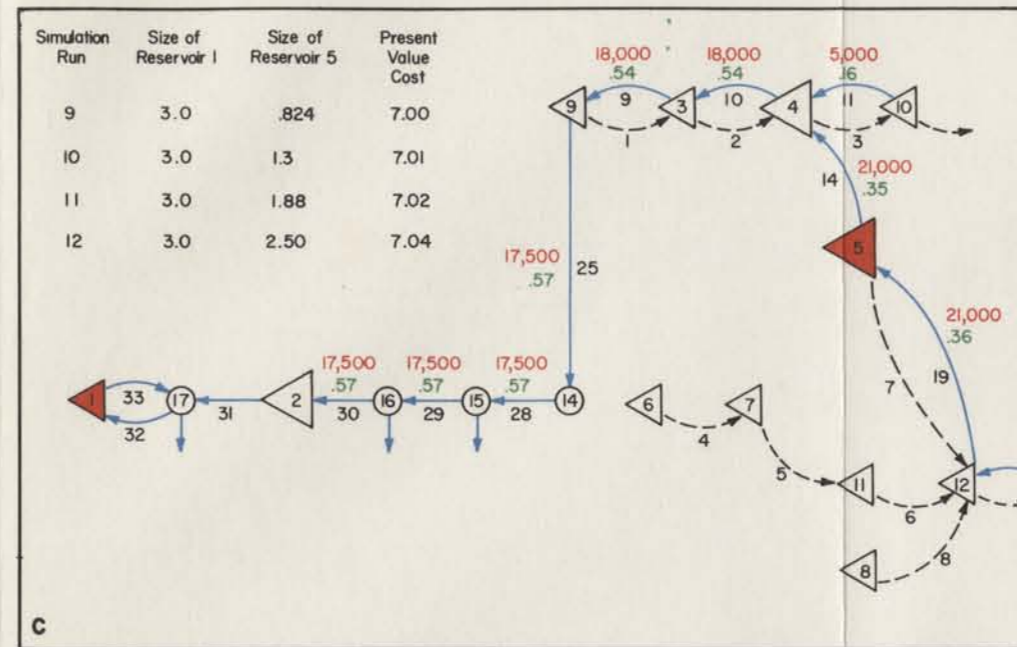 Simulation Run Size of Reservoir 1 Size of Reservoir 5 Present Value Cost
9 3.0 .824 7.00
10 3.0 1.3 7.01
11 3.0 1.88 7.02
12 3.0 2.50 7.04
18,000 18,000 5,000
.54 .54 .16
9 9 3 10 4 11 10
1 2 3
14 21,000
.35
5
17,500 25
.57
21,000
.36
7 19
17,500 17,500 17,500
.57 .57 .57
1 33 17 31 2 30 16 29 15 28 14 6 7
32
4
5
11 12
6
8 8
C